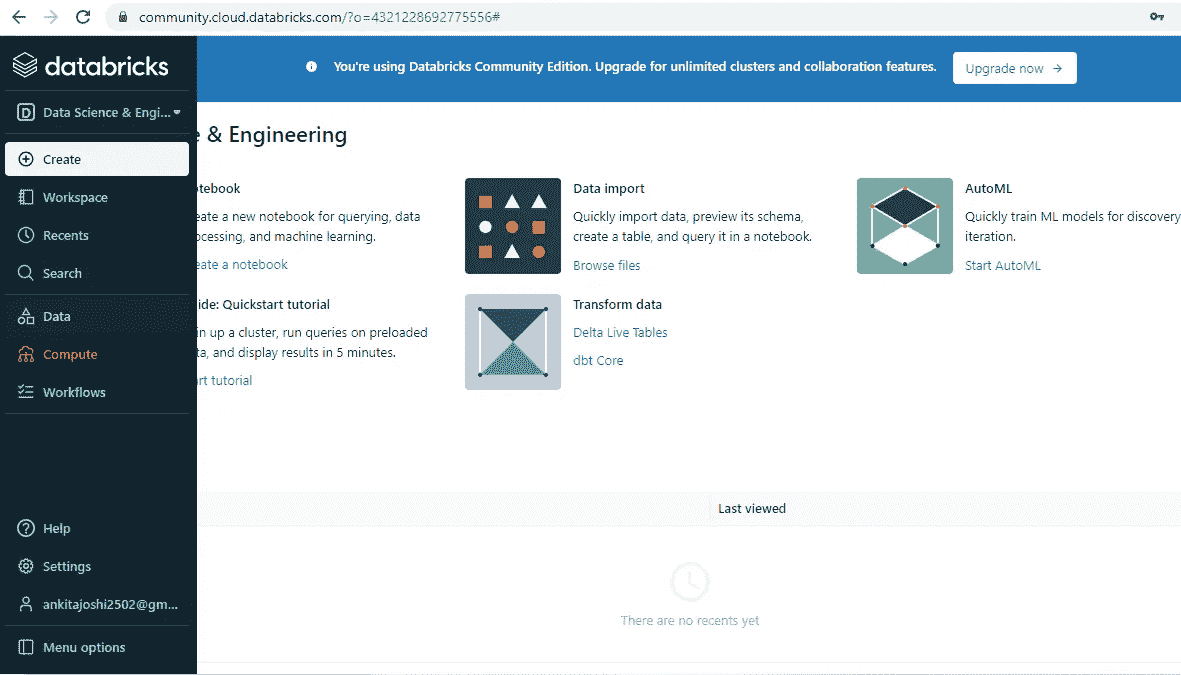 community.cloud.databricks.com/?o=4321228692775556#
databricks
You're using Databricks Community Edition. Upgrade for unlimited clusters and collaboration features.
Upgrade now →
D Data Science & Engi...
Create
Workspace
Recents
Search
Data
Compute
Workflows
Help
Settings
ankitajoshi2502@gm...
Menu options
e & Engineering
otebook
eate a new notebook for querying, data
ocessing, and machine learning.
eate a notebook
Data import
Quickly import data, preview its schema,
create a table, and query it in a notebook.
Browse files
AutoML
Quickly train ML models for discovery
iteration.
Start AutoML
ide: Quickstart tutorial
in up a cluster, run queries on preloaded
ta, and display results in 5 minutes.
rt tutorial
Transform data
Delta Live Tables
dbt Core
Last viewed
There are no recents yet